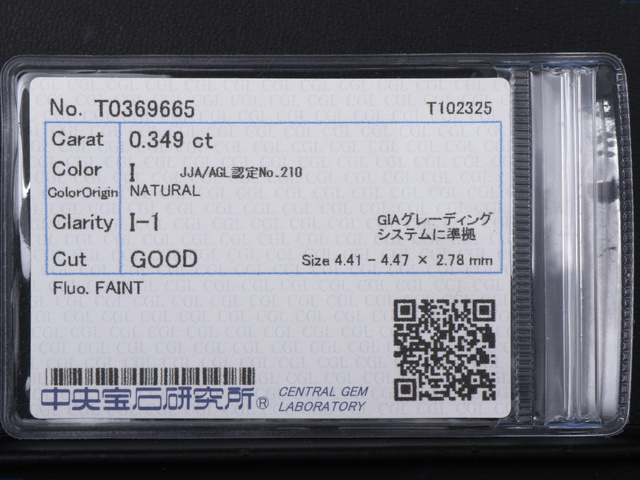 No. T0369665 T102325
Carat 0.349 ct
Color I JJA/AGL認定No.210
ColorOrigin NATURAL
Clarity I-1 GIAグレーディング
システムに準拠
Cut GOOD Size 4.41 - 4.47 × 2.78 mm
Fluo. FAINT
中央宝石研究所® CENTRAL GEM
LABORATORY